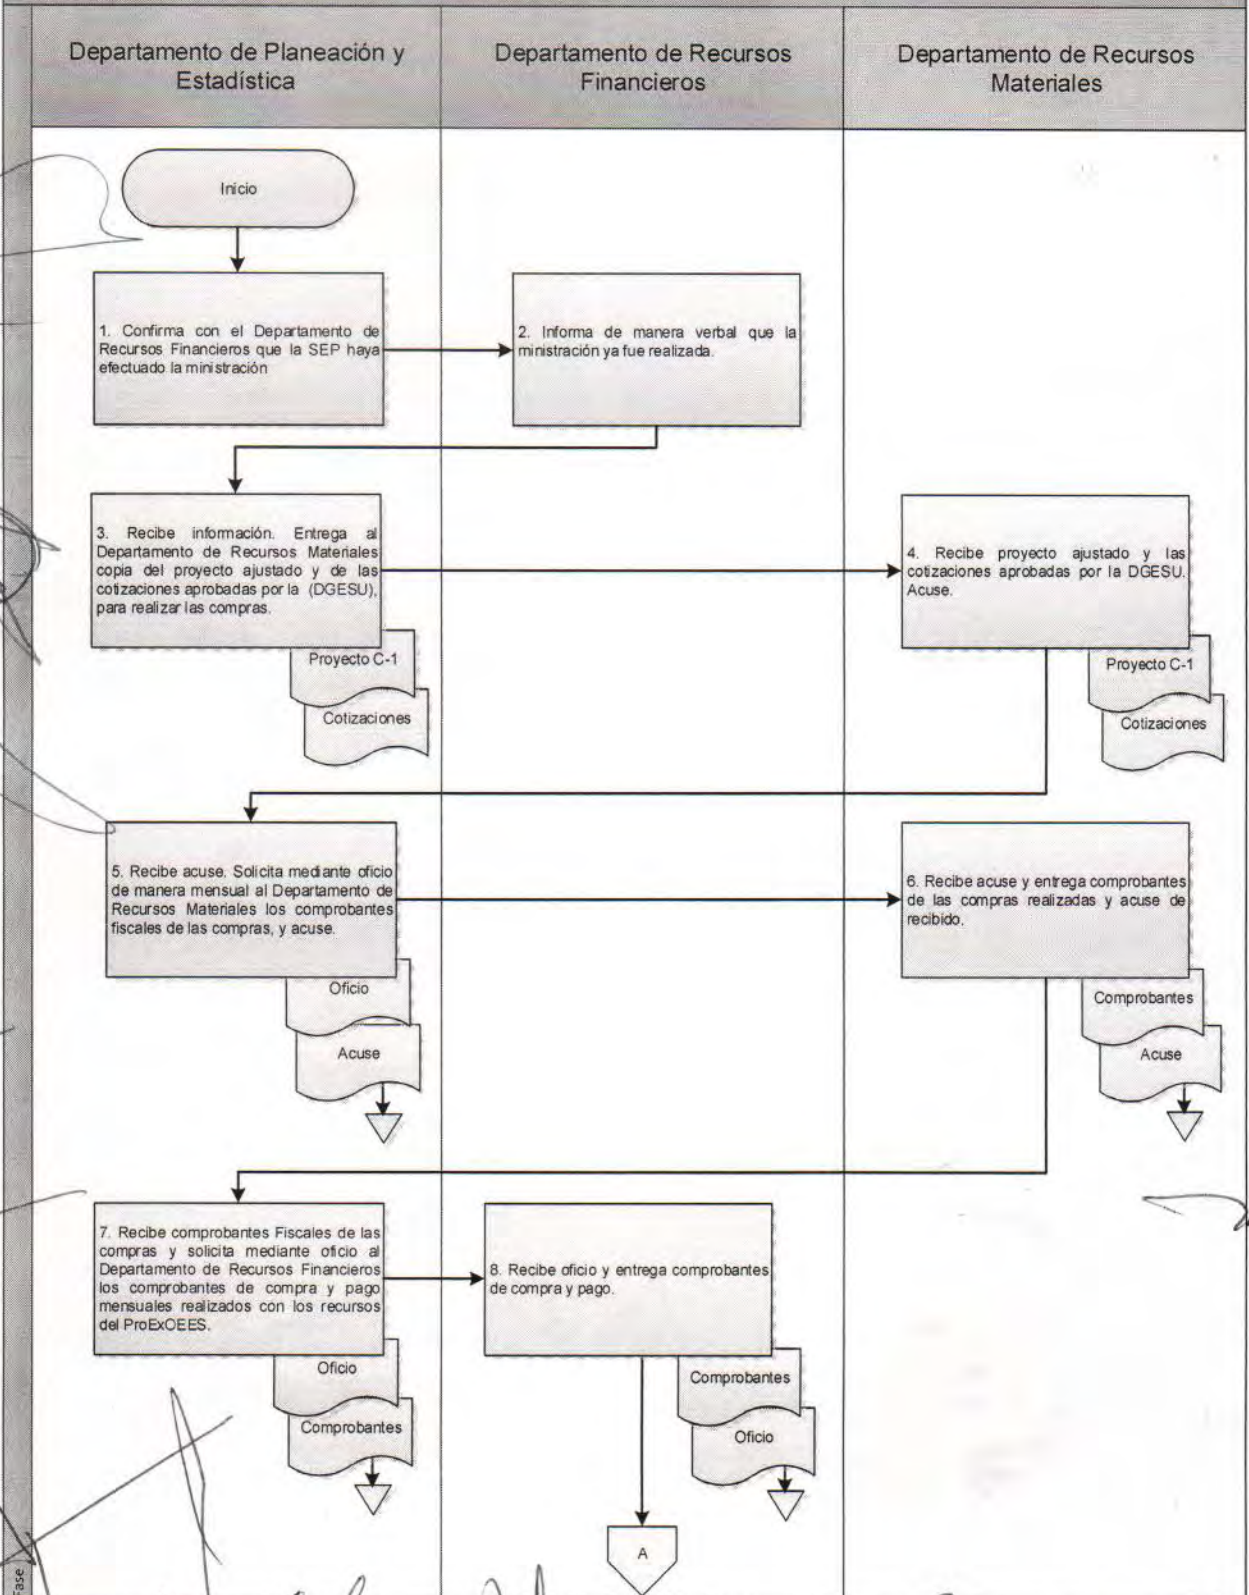 Departamento de Planeación y
Estadística
Departamento de Recursos
Financieros
Departamento de Recursos
Materiales
Inicio
1. Confirma con el Departamento de
Recursos Financieros que la SEP haya
efectuado la ministración
2. Informa de manera verbal que la
ministración ya fue realizada.
3. Recibe información. Entrega al
Departamento de Recursos Materiales
copia del proyecto ajustado y de las
cotizaciones aprobadas por la (DGESU),
para realizar las compras.
Proyecto C-1
Cotizaciones
4. Recibe proyecto ajustado y las
cotizaciones aprobadas por la DGESU.
Acuse.
Proyecto C-1
Cotizaciones
5. Recibe acuse. Solicita mediante oficio
de manera mensual al Departamento de
Recursos Materiales los comprobantes
fiscales de las compras, y acuse.
Oficio
Acuse
6. Recibe acuse y entrega comprobantes
de las compras realizadas y acuse de
recibido.
Comprobantes
Acuse
7. Recibe comprobantes Fiscales de las
compras y solicita mediante oficio al
Departamento de Recursos Financieros
los comprobantes de compra y pago
mensuales realizados con los recursos
del ProExOEES.
Oficio
Comprobantes
8. Recibe oficio y entrega comprobantes
de compra y pago.
Comprobantes
Oficio
A
Fase